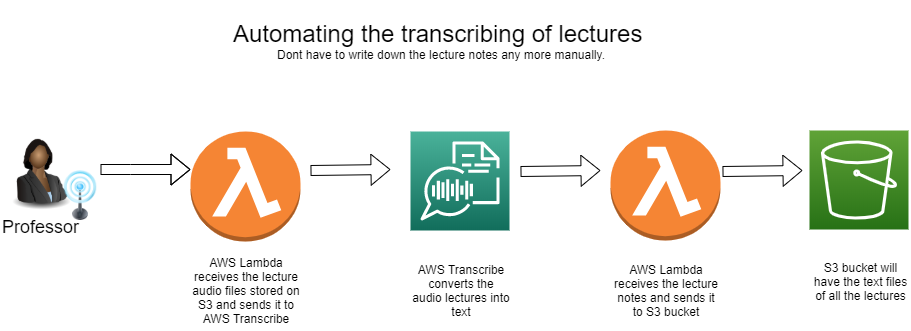 Automating the transcribing of lectures
Dont have to write down the lecture notes any more manually.
Professor
AWS Lambda
receives the lecture
audio files stored on
S3 and sends it to
AWS Transcribe
AWS Transcribe
converts the
audio lectures into
text
AWS Lambda
receives the lecture
notes and sends it
to S3 bucket
S3 bucket will
have the text files
of all the lectures